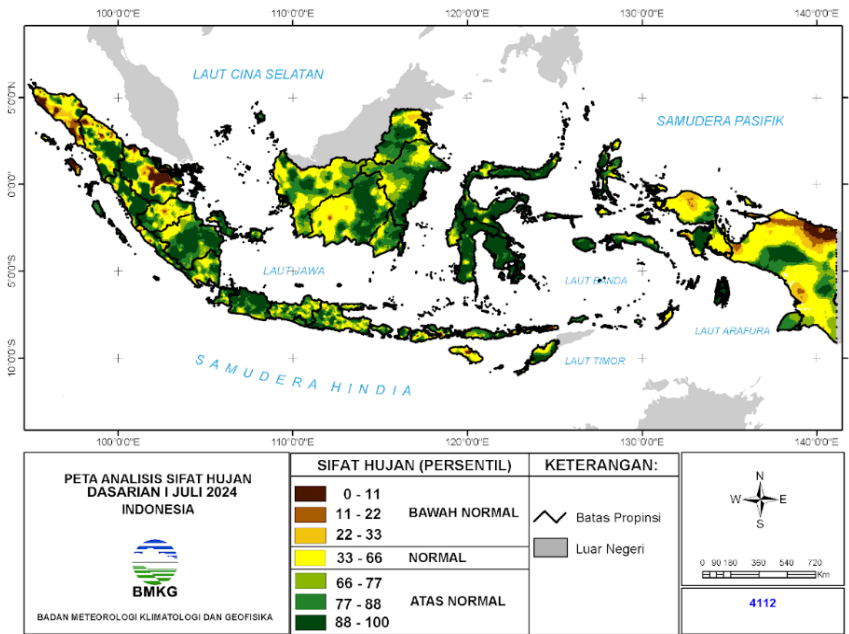 100°0'0"E 110°0'0"E 120°0'0"E 130°0'0"E 140°0'0"E
LAUT CINA SELATAN
5°0'0"N
SAMUDERA PASIFIK
0°0'0"
LAUT JAWA
5°0'0"S
LAUT BANDA
LAUT ARAFURA
10°0'0"S
SAMUDERA HINDIA
LAUT TIMOR
100°0'0"E 110°0'0"E 120°0'0"E 130°0'0"E 140°0'0"E
PETA ANALISIS SIFAT HUJAN
DASARIAN I JULI 2024
INDONESIA
BMKG
BADAN METEOROLOGI KLIMATOLOGI DAN GEOFISIKA
SIFAT HUJAN (PERSENTIL)
0 - 11
11 - 22
22 - 33
BAWAH NORMAL
33 - 66
NORMAL
66 - 77
77 - 88
88 - 100
ATAS NORMAL
KETERANGAN:
Batas Propinsi
Luar Negeri
N
W E
S
0 90 180 360 540 720
Km
4112